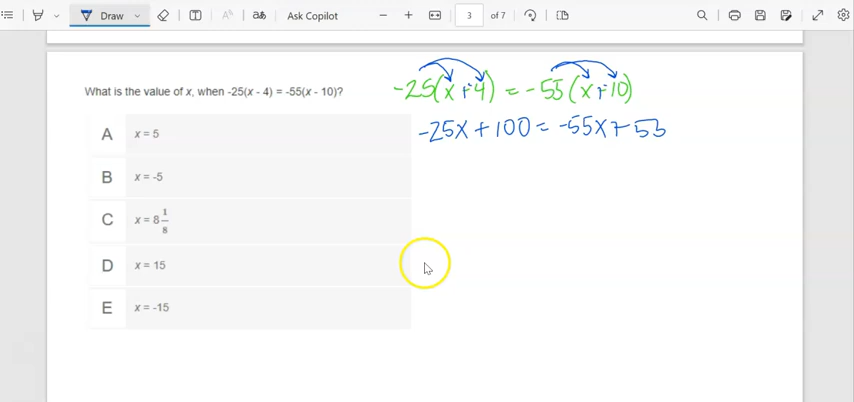 Draw
Ask Copilot
3 of 7
What is the value of x, when -25(x - 4) = -55(x - 10)?
-25(x + -4) = -55(x + -10)
-25x + 100 = -55x + 55
A x = 5
B x = -5
C x = 8 1/8
D x = 15
E x = -15